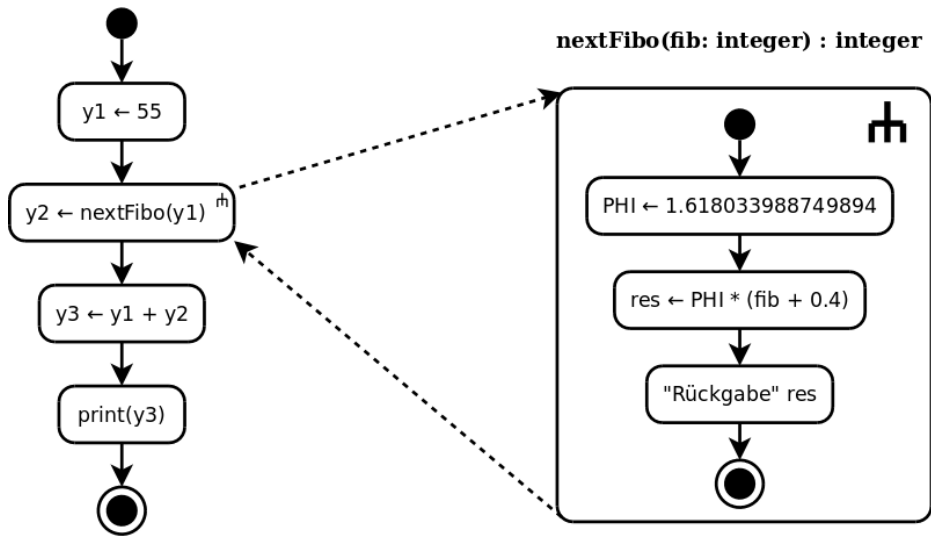 y1 ← 55
y2 ← nextFibo(y1)
y3 ← y1 + y2
print(y3)
nextFibo(fib: integer) : integer
PHI ← 1.618033988749894
res ← PHI * (fib + 0.4)
"Rückgabe" res